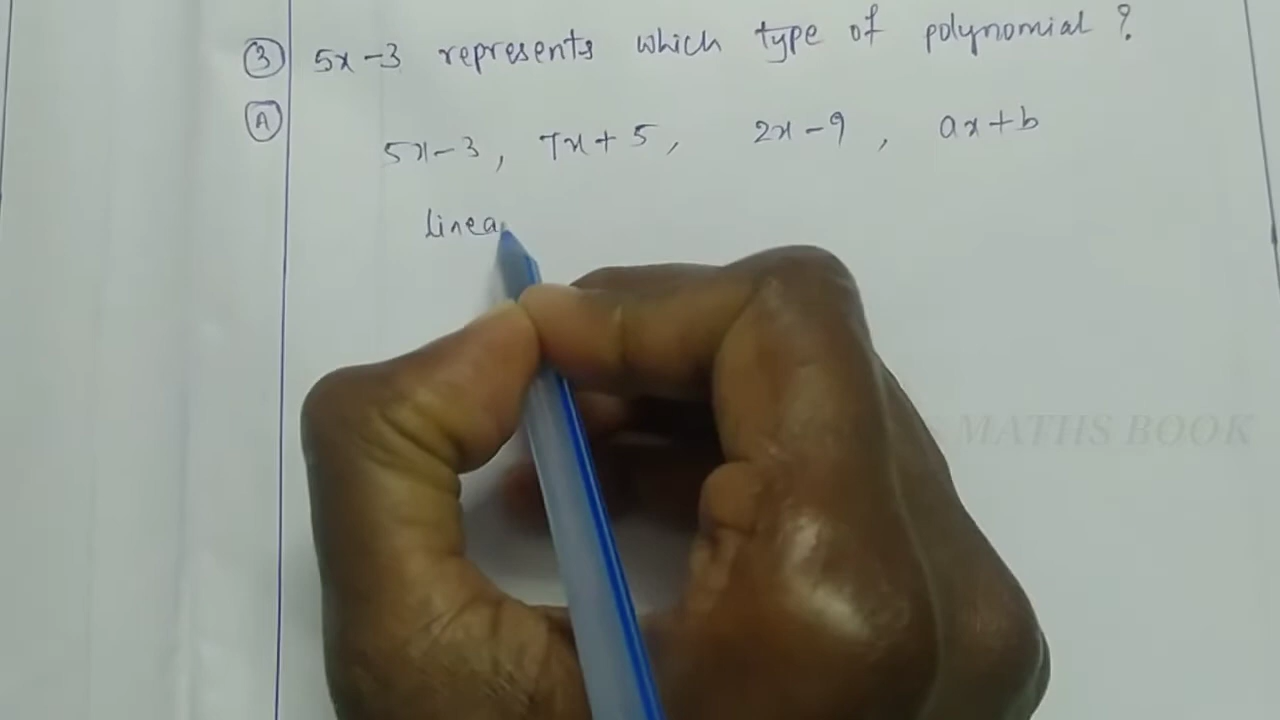 ③ 5x-3 represents which type of polynomial ?
Ⓐ
5x-3, 7x+5, 2x-9, ax+b
linea
MATHS BOOK